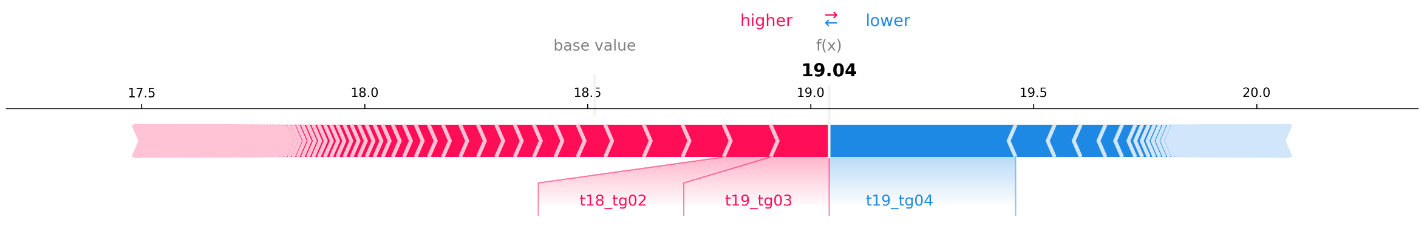 higher ⇄ lower
base value f(x)
19.04
17.5 18.0 18.5 19.0 19.5 20.0
t18_tg02 t19_tg03 t19_tg04